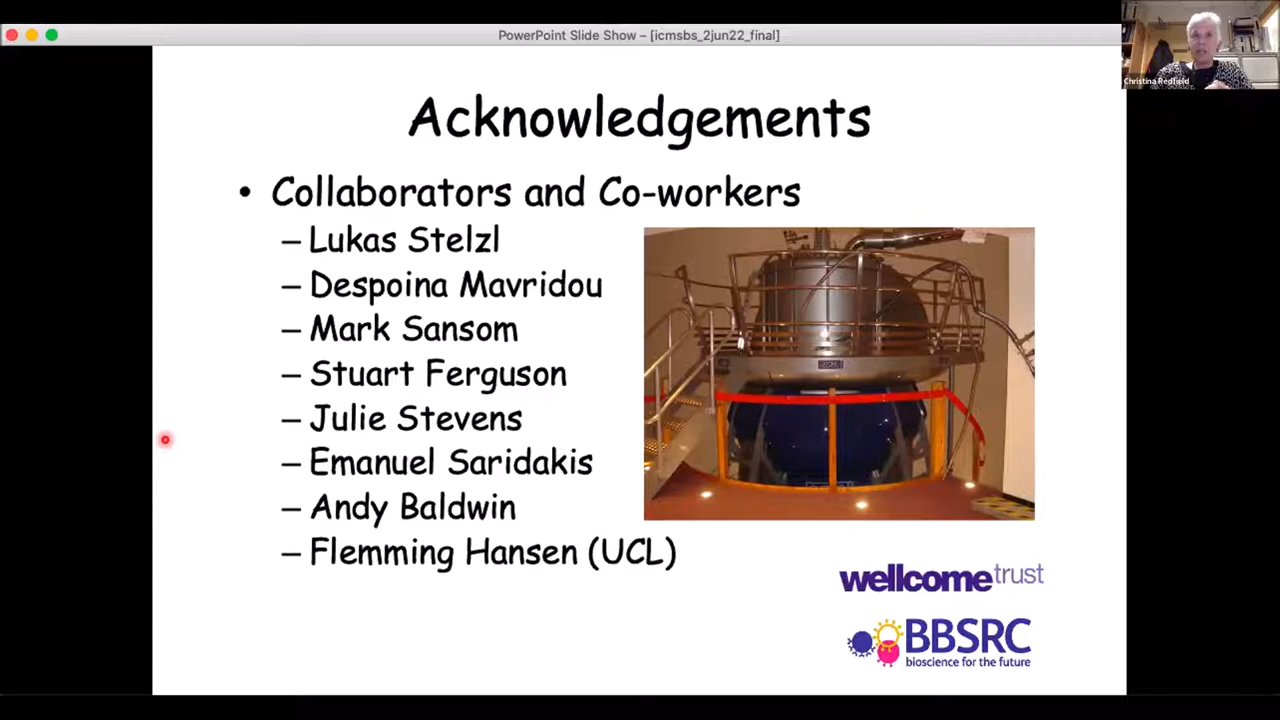 PowerPoint Slide Show – [icmsbs_2jun22_final]
Christina Redfield
Acknowledgements
• Collaborators and Co-workers
– Lukas Stelzl
– Despoina Mavridou
– Mark Sansom
– Stuart Ferguson
– Julie Stevens
– Emanuel Saridakis
– Andy Baldwin
– Flemming Hansen (UCL)
wellcometrust
BBSRC
bioscience for the future